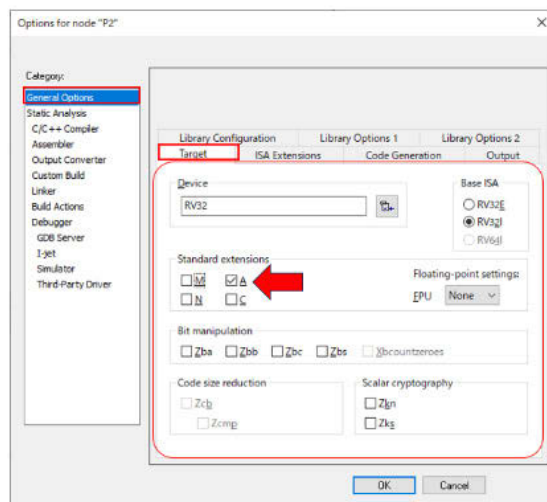 Options for node "P2"
Category:
General Options
Static Analysis
C/C++ Compiler
Assembler
Output Converter
Custom Build
Linker
Build Actions
Debugger
GDB Server
I-jet
Simulator
Third-Party Driver
Library Configuration Library Options 1 Library Options 2
Target ISA Extensions Code Generation Output
Device
RV32
Base ISA
RV32E
RV32I
RV64I
Standard extensions
M A
N C
Floating-point settings:
FPU None
Bit manipulation
Zba Zbb Zbc Zbs Xbcountzeroes
Code size reduction
Zcb
Zcmp
Scalar cryptography
Zkn
Zks
OK Cancel